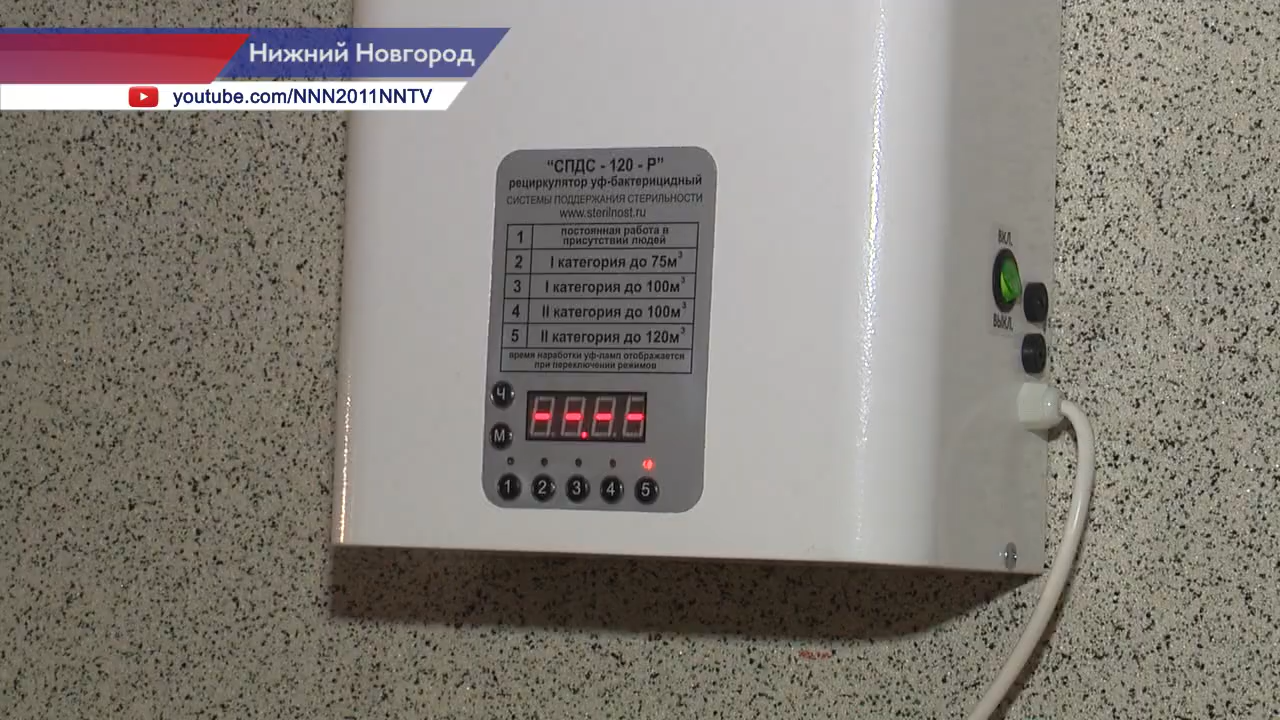 Нижний Новгород
youtube.com/NNN2011NNTV
"СПДС - 120 - Р"
рециркулятор уф-бактерицидный
СИСТЕМЫ ПОДДЕРЖАНИЯ СТЕРИЛЬНОСТИ
www.sterilnost.ru
1 постоянная работа в
присутствии людей
2 I категория до 75м³
3 I категория до 100м³
4 II категория до 100м³
5 II категория до 120м³
время наработки уф-ламп отображается
при переключении режимов
Ч
--.--
М
1 2 3 4 5
ВКЛ.
ВЫКЛ.